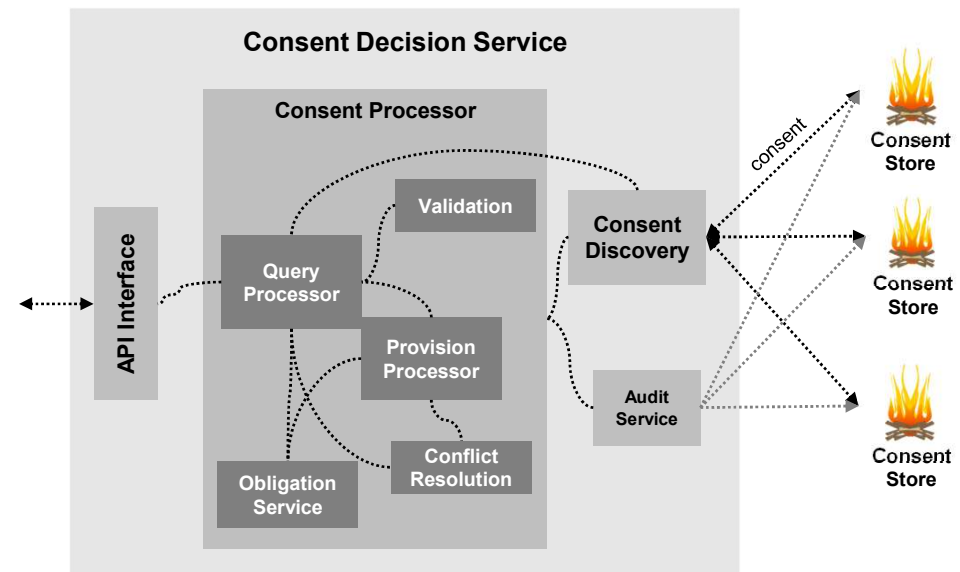 Consent Decision Service
Consent Processor
consent
Consent
Store
Validation
Consent
Discovery
API Interface
Query
Processor
Consent
Store
Provision
Processor
Audit
Service
Conflict
Resolution
Obligation
Service
Consent
Store